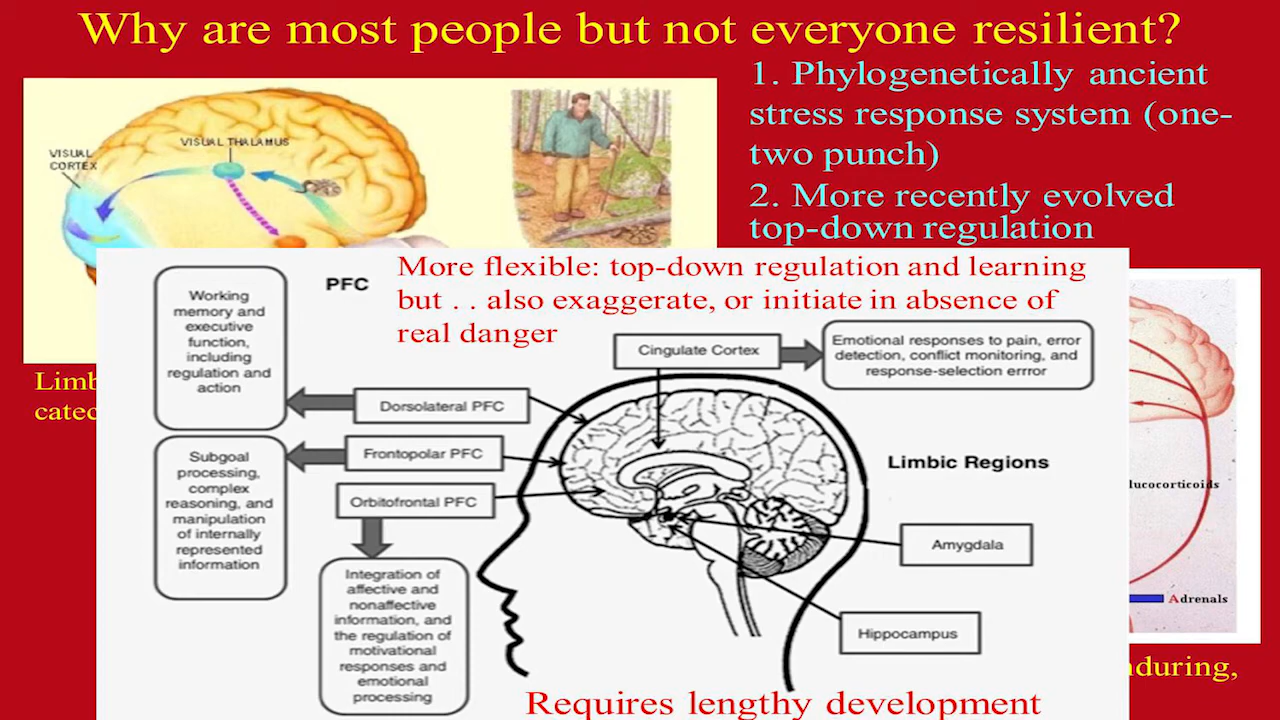 Why are most people but not everyone resilient?
1. Phylogenetically ancient
stress response system (one-
two punch)
2. More recently evolved
top-down regulation
VISUAL
CORTEX
VISUAL THALAMUS
More flexible: top-down regulation and learning
but . . also exaggerate, or initiate in absence of
real danger
PFC
Working
memory and
executive
function,
including
regulation and
action
Cingulate Cortex
Emotional responses to pain, error
detection, conflict monitoring, and
response-selection errror
Limb
catec
Dorsolateral PFC
Frontopolar PFC
Orbitofrontal PFC
Subgoal
processing,
complex
reasoning, and
manipulation
of internally
represented
information
Integration of
affective and
nonaffective
information, and
the regulation of
motivational
responses and
emotional
processing
Limbic Regions
Amygdala
Hippocampus
lucocorticoids
Adrenals
nduring,
Requires lengthy development